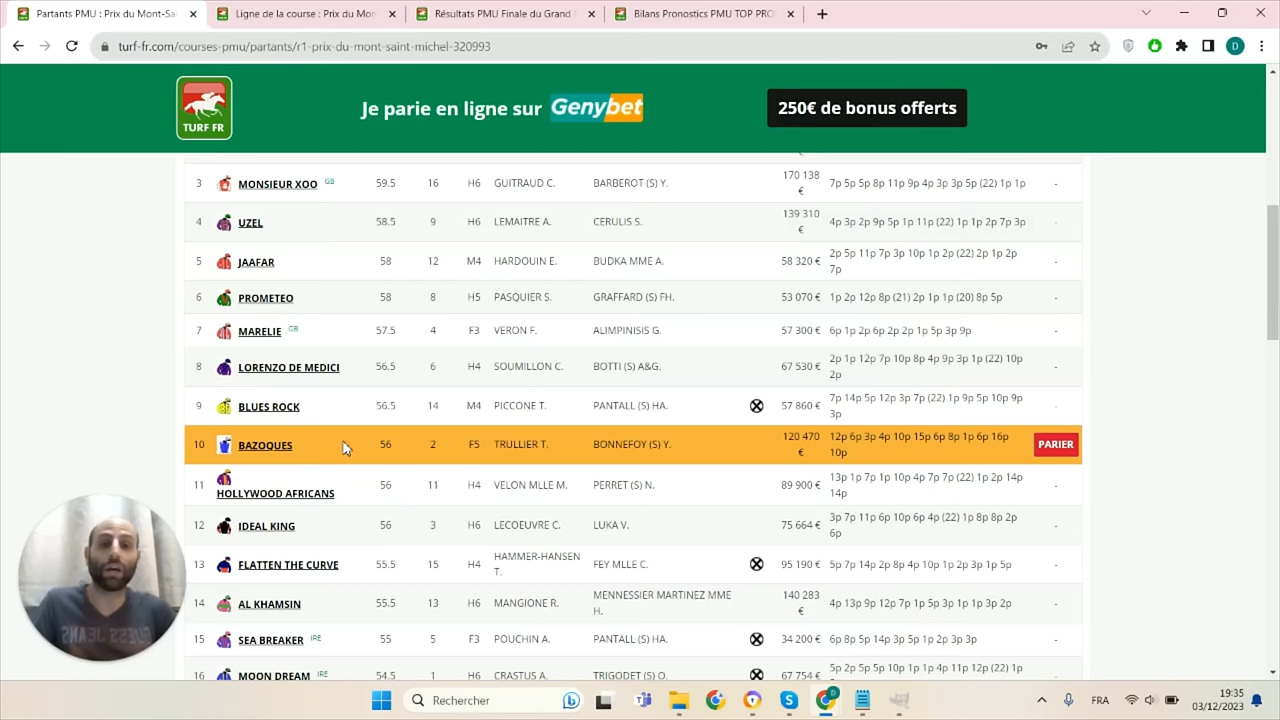 Partants PMU : Prix du Mont-Sa
Ligne de la course : Prix du Mon
Résultats PMU Finale du Grand
Bilans Pronostics PMU TOP PRO
turf-fr.com/courses-pmu/partants/r1-prix-du-mont-saint-michel-320993
D
TURF FR
Je parie en ligne sur Genybet
250€ de bonus offerts
€
3 MONSIEUR XOO GB 59.5 16 H6 GUITRAUD C. BARBEROT (S) Y. 170 138 € 7p 5p 5p 8p 11p 9p 4p 3p 3p 5p (22) 1p 1p -
4 UZEL 58.5 9 H6 LEMAITRE A. CERULIS S. 139 310 € 4p 3p 2p 9p 5p 1p 11p (22) 1p 1p 2p 7p 3p -
5 JAAFAR 58 12 M4 HARDOUIN E. BUDKA MME A. 58 320 € 2p 5p 11p 7p 3p 10p 1p 2p (22) 2p 1p 2p 7p -
6 PROMETEO 58 8 H5 PASQUIER S. GRAFFARD (S) FH. 53 070 € 1p 2p 12p 8p (21) 2p 1p 1p (20) 8p 5p -
7 MARELIE GB 57.5 4 F3 VERON F. ALIMPINISIS G. 57 300 € 6p 1p 2p 6p 2p 2p 1p 5p 3p 9p -
8 LORENZO DE MEDICI 56.5 6 H4 SOUMILLON C. BOTTI (S) A&G. 67 530 € 2p 1p 12p 7p 10p 8p 4p 9p 3p 1p (22) 10p 2p -
9 BLUES ROCK 56.5 14 M4 PICCONE T. PANTALL (S) HA. 57 860 € 7p 14p 5p 12p 3p 7p (22) 1p 9p 5p 10p 9p 3p -
10 BAZOQUES 56 2 F5 TRULLIER T. BONNEFOY (S) Y. 120 470 € 12p 6p 3p 4p 10p 15p 6p 8p 1p 6p 16p 10p PARIER
11 HOLLYWOOD AFRICANS 56 11 H4 VELON MLLE M. PERRET (S) N. 89 900 € 13p 1p 7p 1p 10p 4p 7p 7p (22) 1p 2p 14p 14p -
12 IDEAL KING 56 3 H6 LECOEUVRE C. LUKA V. 75 664 € 3p 7p 11p 6p 10p 6p 4p (22) 1p 8p 8p 2p 6p -
13 FLATTEN THE CURVE 55.5 15 H4 HAMMER-HANSEN T. FEY MLLE C. 95 190 € 5p 7p 14p 2p 8p 4p 10p 1p 2p 3p 1p 5p -
14 AL KHAMSIN 55.5 13 H6 MANGIONE R. MENNESSIER MARTINEZ MME H. 140 283 € 4p 13p 9p 12p 7p 1p 5p 3p 1p 1p 3p 2p -
15 SEA BREAKER IRE 55 5 F3 POUCHIN A. PANTALL (S) HA. 34 200 € 6p 8p 5p 14p 3p 5p 1p 2p 3p 3p -
16 MOON DREAM IRE 54.5 1 H6 CRASTUS A. TRIGODET (S) O. 67 754 € 5p 2p 5p 5p 10p 1p 1p 4p 11p 12p (22) 1p
Rechercher
FRA
19:35
03/12/2023